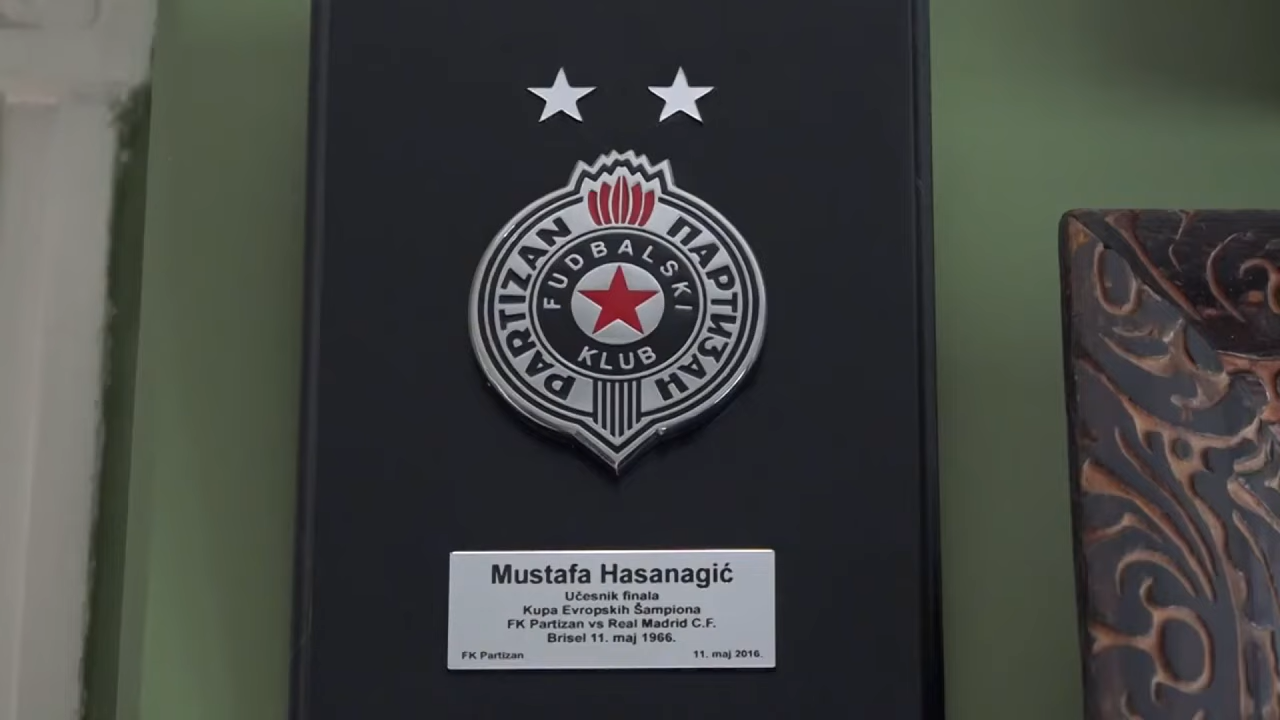 PARTIZAN
ПАРТИЗАН
FUDBALSKI
KLUB
Mustafa Hasanagić
Učesnik finala
Kupa Evropskih Šampiona
FK Partizan vs Real Madrid C.F.
Brisel 11. maj 1966.
FK Partizan 11. maj 2016.